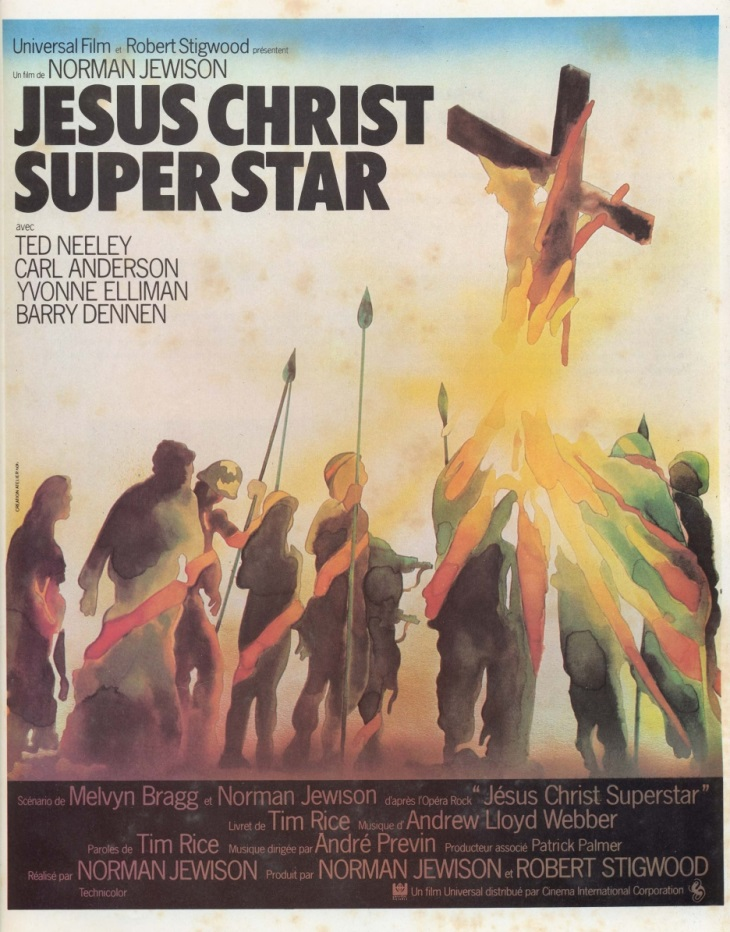 Universal Film et Robert Stigwood présentent
Un film de NORMAN JEWISON
JESUS CHRIST
SUPER STAR
avec
TED NEELEY
CARL ANDERSON
YVONNE ELLIMAN
BARRY DENNEN
Scénario de Melvyn Bragg et Norman Jewison d'après l'Opéra Rock "Jésus Christ Superstar"
Livret de Tim Rice Musique d'Andrew Lloyd Webber
Paroles de Tim Rice Musique dirigée par André Previn Producteur associé Patrick Palmer
Réalisé par NORMAN JEWISON Produit par NORMAN JEWISON et ROBERT STIGWOOD
Technicolor
Un film Universal distribué par Cinema International Corporation